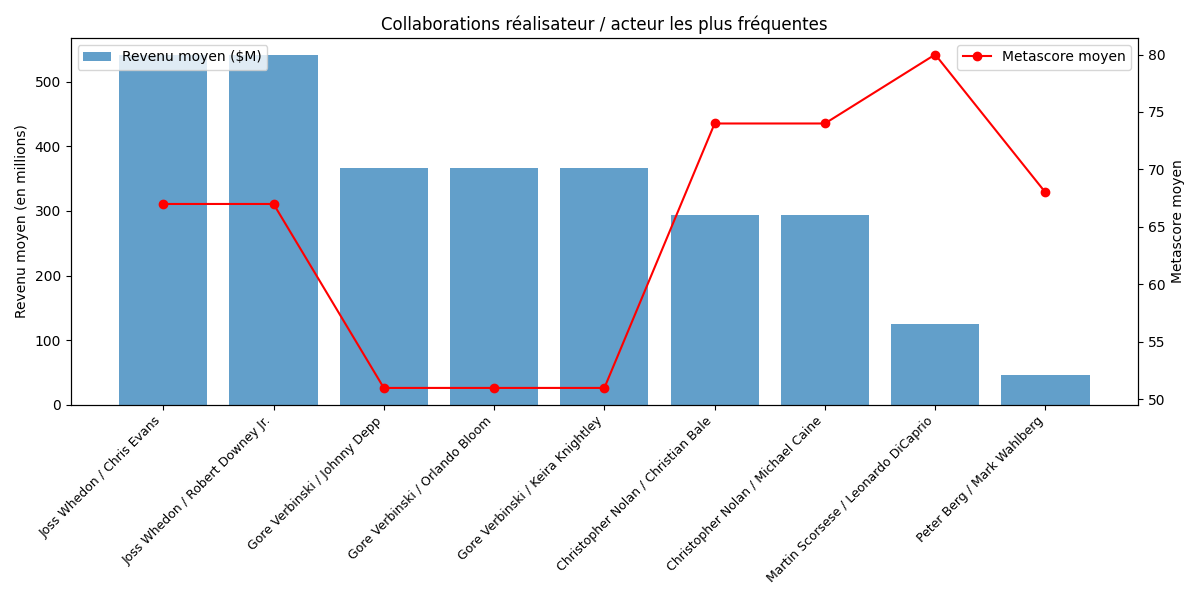 Collaborations réalisateur / acteur les plus fréquentes
Revenu moyen ($M)
Metascore moyen
Revenu moyen (en millions)
500
400
300
200
100
0
80
75
70
65
60
55
50
Metascore moyen
Joss Whedon / Chris Evans
Joss Whedon / Robert Downey Jr.
Gore Verbinski / Johnny Depp
Gore Verbinski / Orlando Bloom
Gore Verbinski / Keira Knightley
Christopher Nolan / Christian Bale
Christopher Nolan / Michael Caine
Martin Scorsese / Leonardo DiCaprio
Peter Berg / Mark Wahlberg